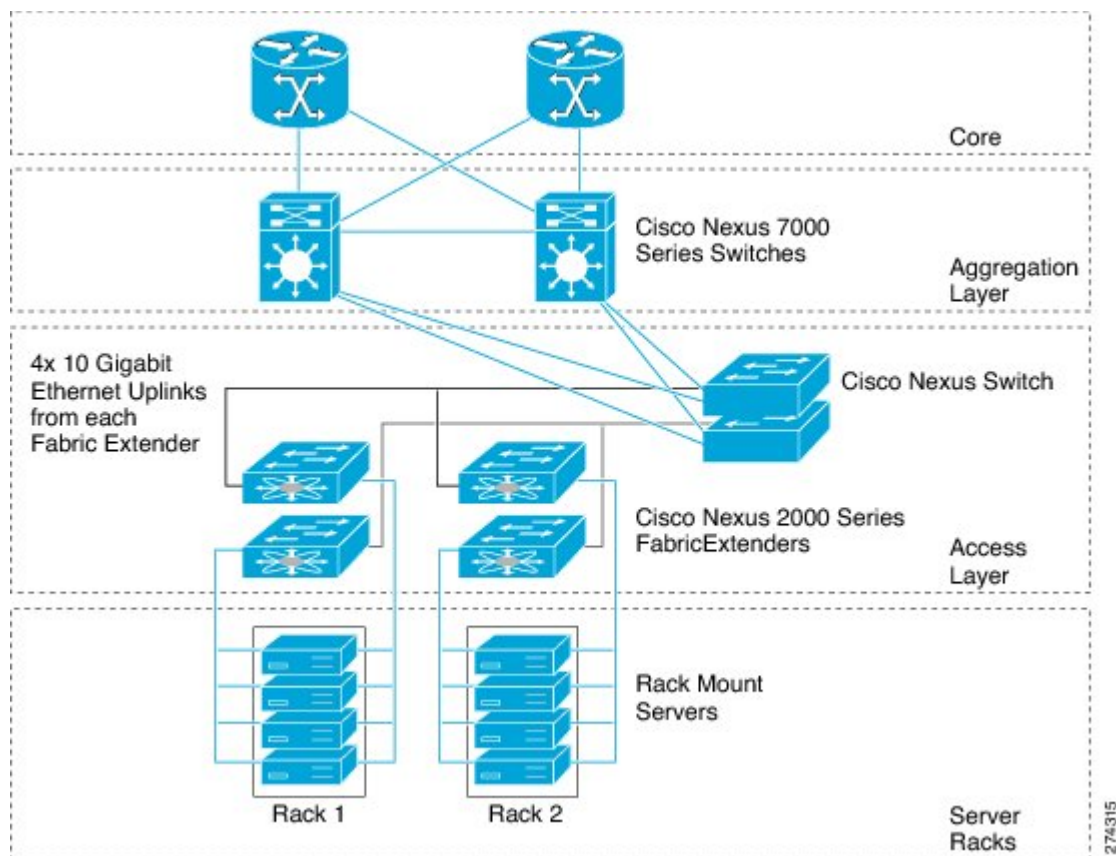 Core
Cisco Nexus 7000
Series Switches
Aggregation
Layer
4x 10 Gigabit
Ethernet Uplinks
from each
Fabric Extender
Cisco Nexus Switch
Cisco Nexus 2000 Series
FabricExtenders
Access
Layer
Rack Mount
Servers
Rack 1
Rack 2
Server
Racks
274315